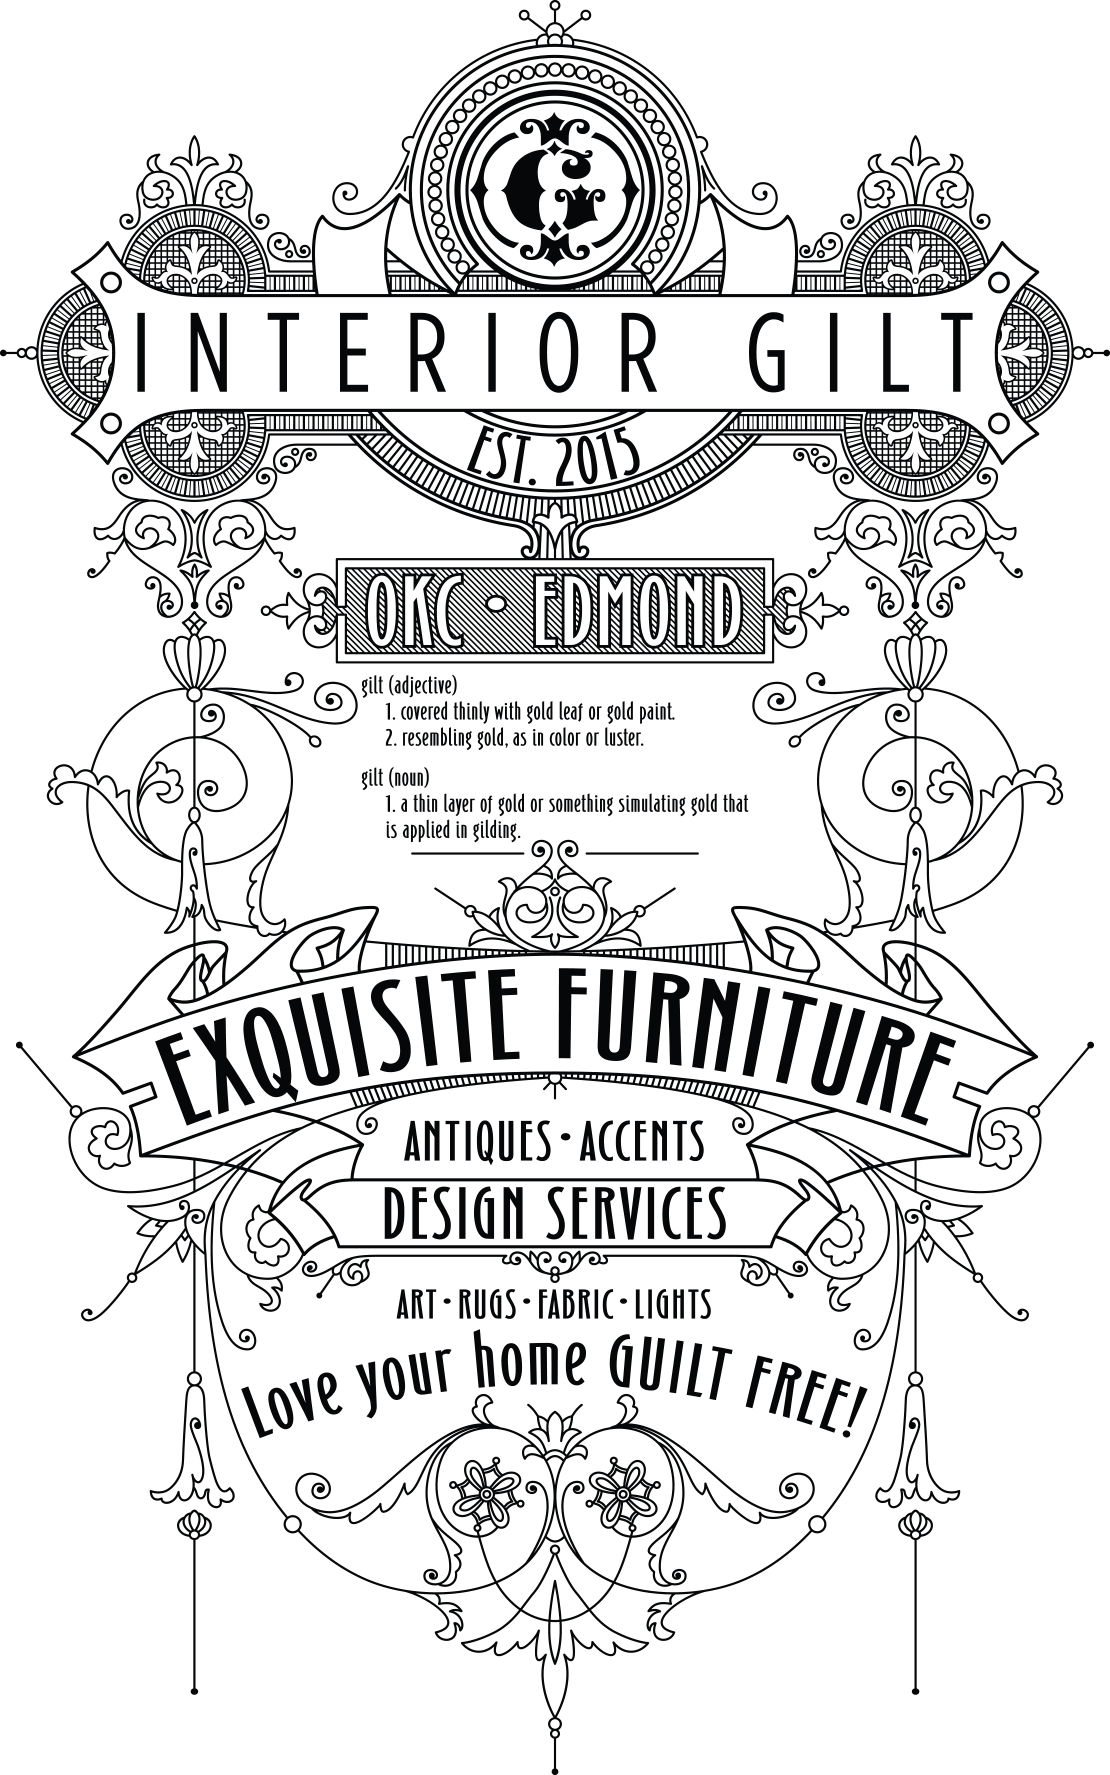 G
INTERIOR GILT
EST. 2015
OKC • EDMOND
gilt (adjective)
1. covered thinly with gold leaf or gold paint.
2. resembling gold, as in color or luster.
gilt (noun)
1. a thin layer of gold or something simulating gold that
is applied in gilding.
EXQUISITE FURNITURE
ANTIQUES • ACCENTS
DESIGN SERVICES
ART • RUGS • FABRIC • LIGHTS
Love your home GUILT FREE!